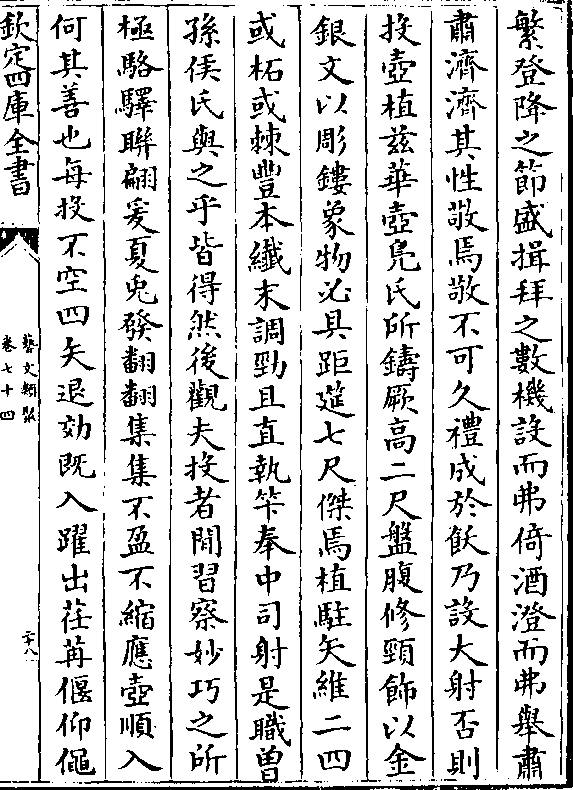 繁登降之節盛揖拜之數機設而弗倚酒澄而弗舉肅
肅濟濟其性敬焉敬不可久禮成於飫乃設大射否則
投壺植兹華壺鳧氏所鑄厥高二尺盤腹修頸飾以金
銀文以雕鏤象物必具距筵七尺傑焉植駐矢維二四
或柘或棘豐本纖末調勁且直執竿奉中司射是職曽
孫侯氏與之乎皆得然後觀夫投者閒習察妙巧之所
極駱驛聯翩爰夏兎發翻翻集集不盈不縮應壺順入
何其善也每投不空四矢退効既入躍出荏苒偃仰僶
欽定四庫全書
藝文類聚
卷七十四
二十八